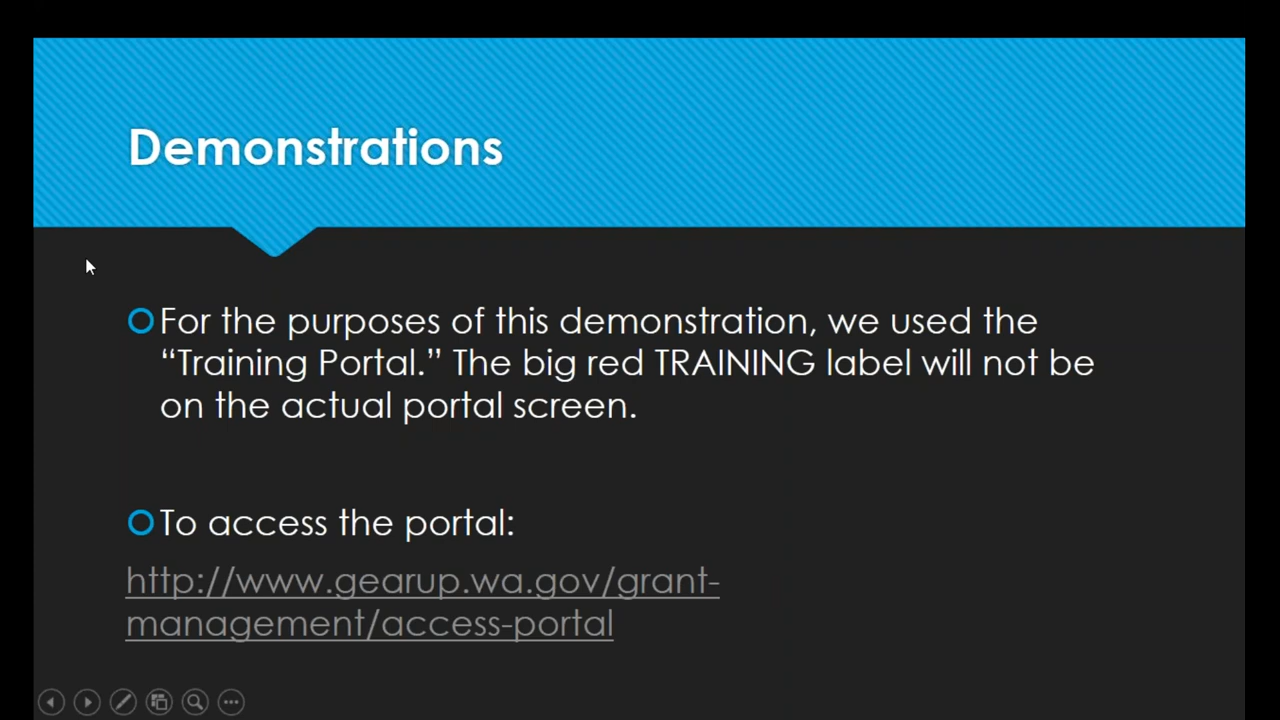 Demonstrations
For the purposes of this demonstration, we used the
“Training Portal.” The big red TRAINING label will not be
on the actual portal screen.
To access the portal:
http://www.gearup.wa.gov/grant-
management/access-portal